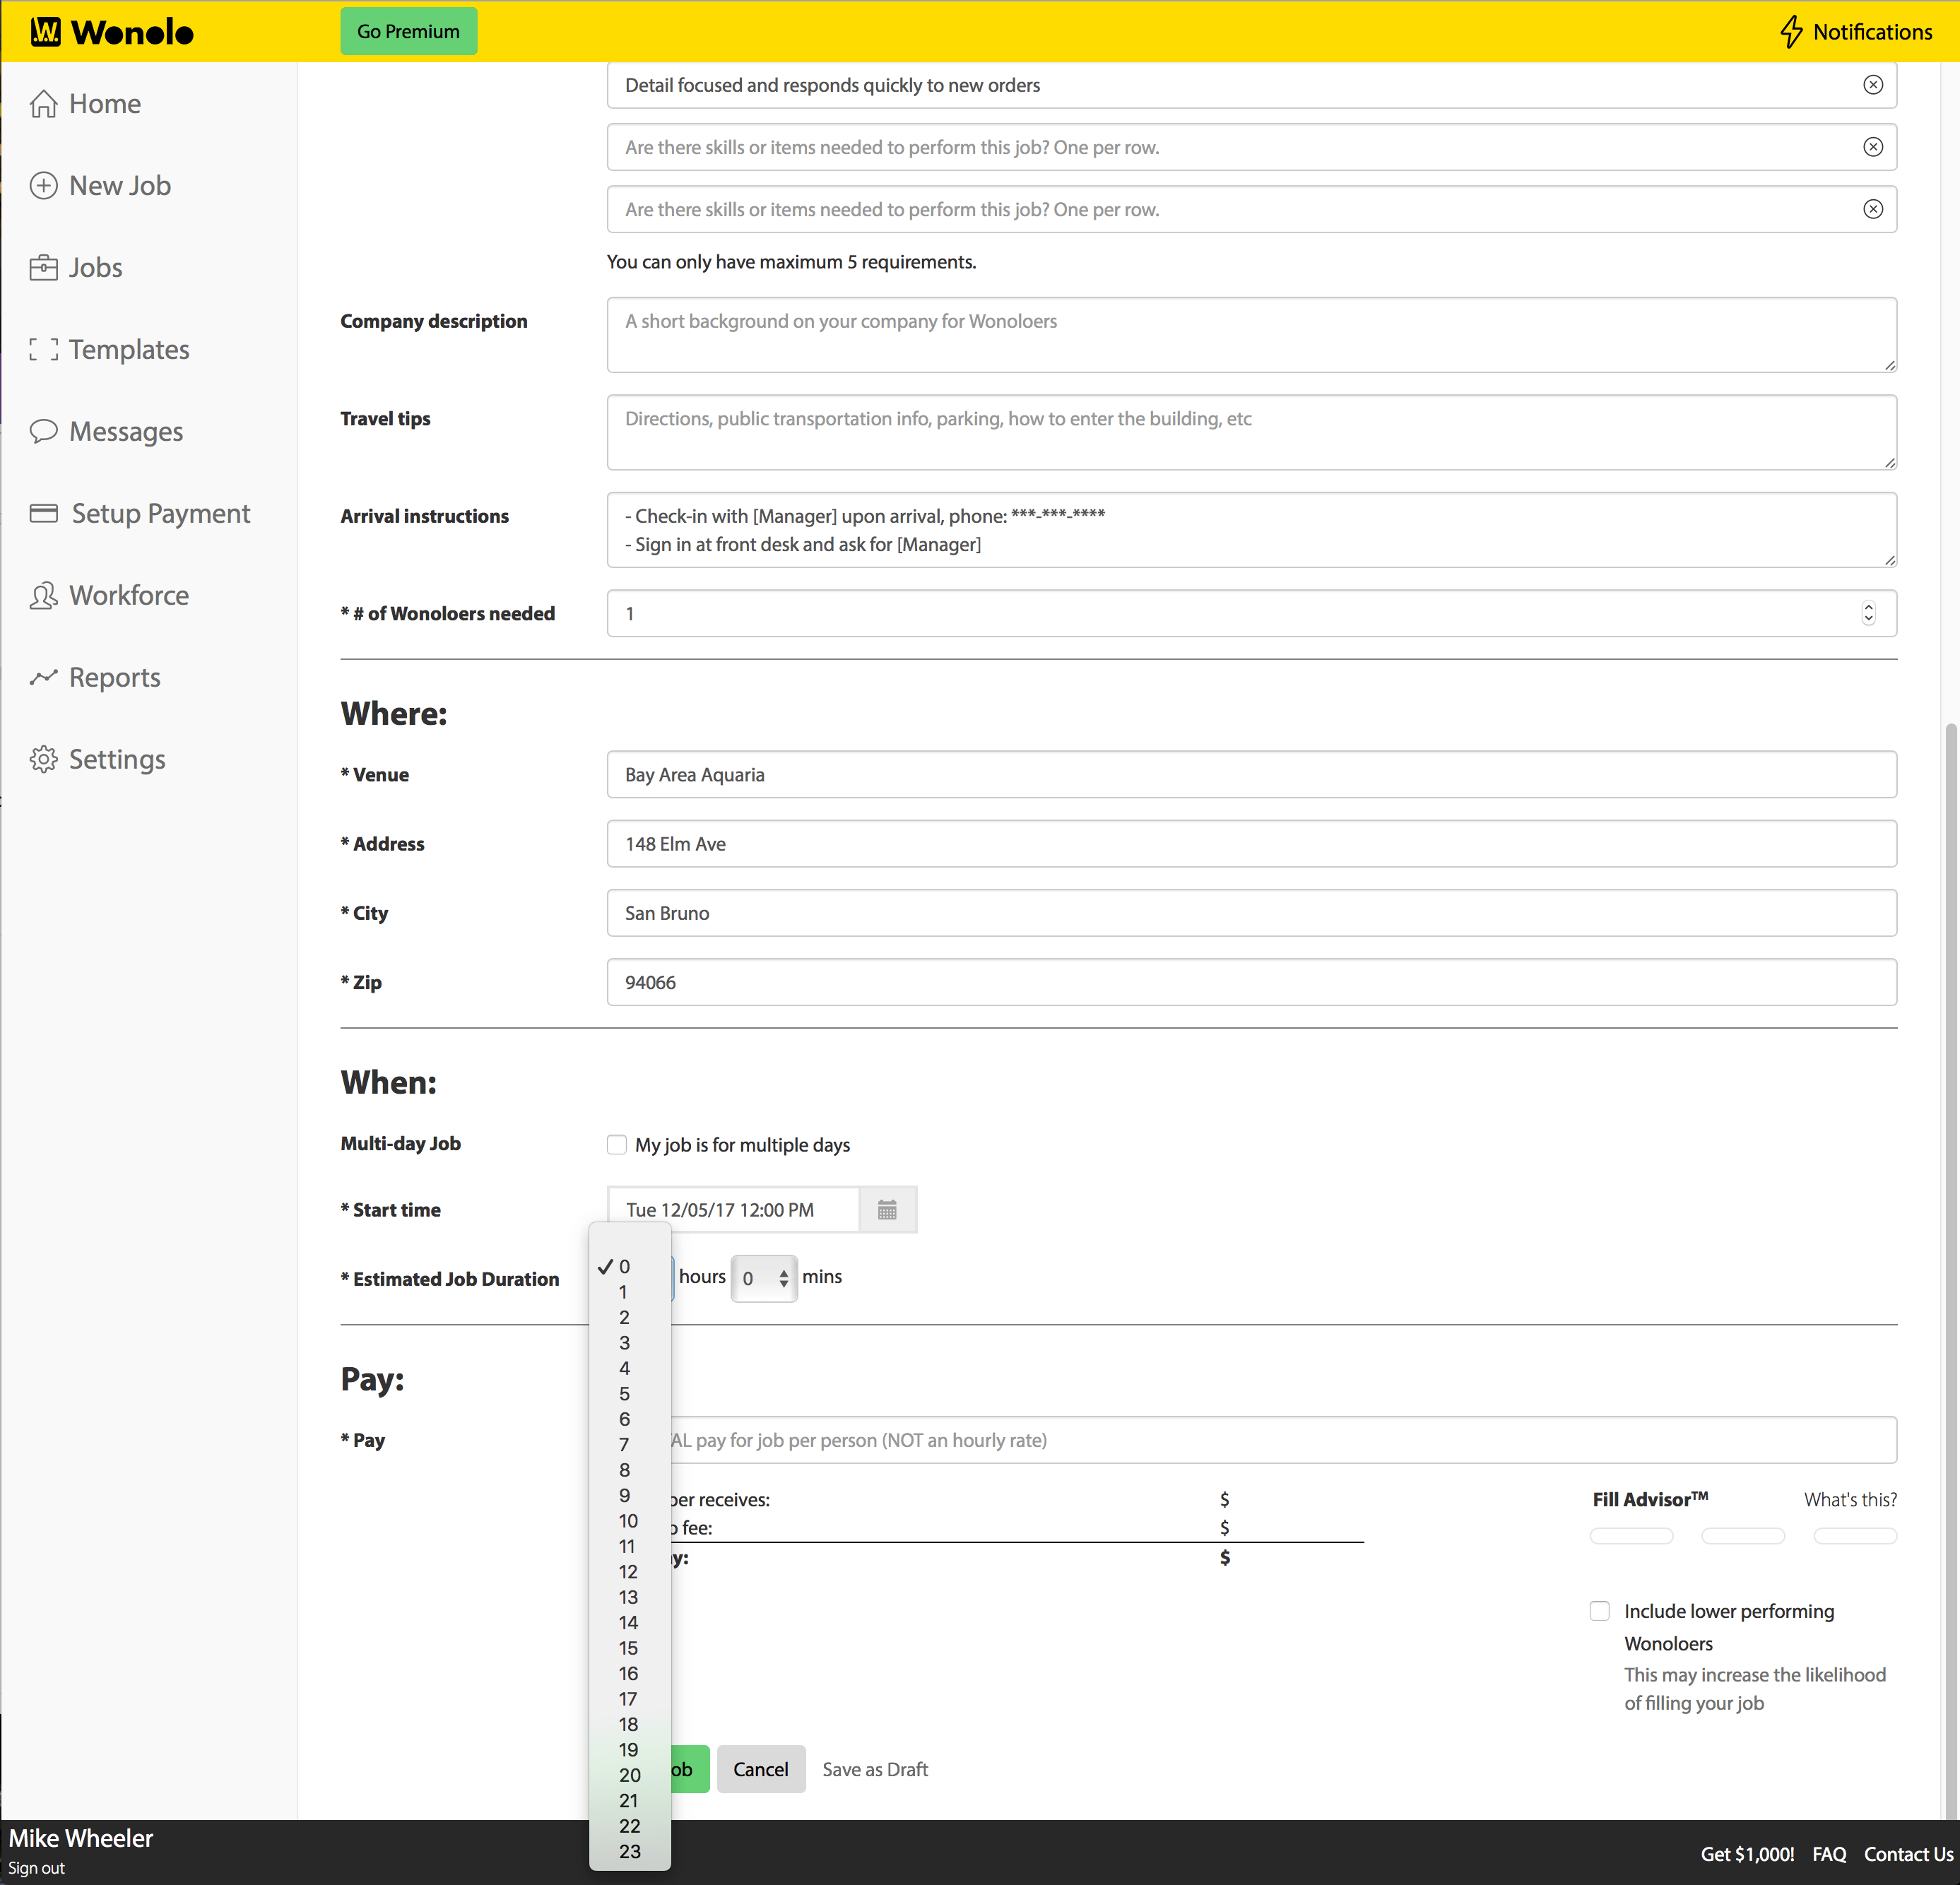 W Wonolo
Go Premium
Notifications
Home
New Job
Jobs
Templates
Messages
Setup Payment
Workforce
Reports
Settings
Detail focused and responds quickly to new orders
Are there skills or items needed to perform this job? One per row.
Are there skills or items needed to perform this job? One per row.
You can only have maximum 5 requirements.
Company description
A short background on your company for Wonoloers
Travel tips
Directions, public transportation info, parking, how to enter the building, etc
Arrival instructions
- Check-in with [Manager] upon arrival, phone: ***-***-****
- Sign in at front desk and ask for [Manager]
* # of Wonoloers needed
1
Where:
* Venue
Bay Area Aquaria
* Address
148 Elm Ave
* City
San Bruno
* Zip
94066
When:
Multi-day Job
My job is for multiple days
* Start time
Tue 12/05/17 12:00 PM
* Estimated Job Duration
hours
0
mins
✓ 0
1
2
3
4
5
6
7
8
9
10
11
12
13
14
15
16
17
18
19
20
21
22
23
Pay:
* Pay
AL pay for job per person (NOT an hourly rate)
er receives: $
fee: $
y: $
Fill Advisor™
What's this?
Include lower performing
Wonoloers
This may increase the likelihood
of filling your job
ob
Cancel
Save as Draft
Mike Wheeler
Sign out
Get $1,000!
FAQ
Contact Us